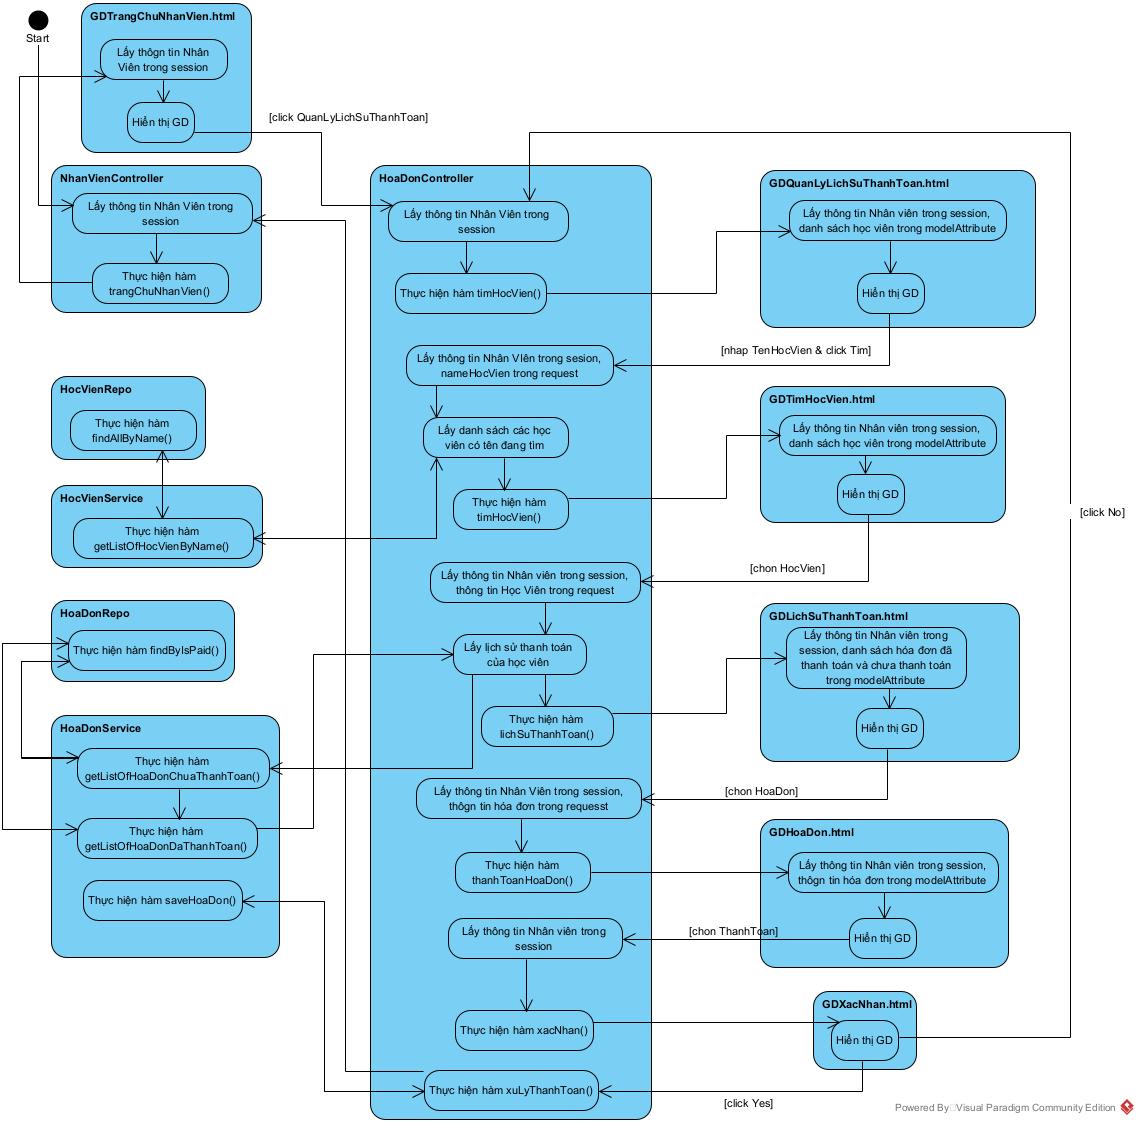 Start
GDTrangChuNhanVien.html
Lấy thôgn tin Nhân
Viên trong session
Hiển thị GD
[click QuanLyLichSuThanhToan]
NhanVienController
Lấy thông tin Nhân Viên trong
session
Thực hiện hàm
trangChuNhanVien()
HocVienRepo
Thực hiện hàm
findAllByName()
HocVienService
Thực hiện hàm
getListOfHocVienByName()
HoaDonRepo
Thực hiện hàm findByIsPaid()
HoaDonService
Thực hiện hàm
getListOfHoaDonChuaThanhToan()
Thực hiện hàm
getListOfHoaDonDaThanhToan()
Thực hiện hàm saveHoaDon()
HoaDonController
Lấy thông tin Nhân Viên trong
session
Thực hiện hàm timHocVien()
Lấy thông tin Nhân VIên trong sesion,
nameHocVien trong request
Lấy danh sách các học
viên có tên đang tìm
Thực hiện hàm
timHocVien()
Lấy thông tin Nhân viên trong session,
thông tin Học Viên trong request
Lấy lịch sử thanh toán
của học viên
Thực hiện hàm
lichSuThanhToan()
Lấy thông tin Nhân Viên trong session,
thôgn tin hóa đơn trong requesst
Thực hiện hàm
thanhToanHoaDon()
Lấy thông tin Nhân viên trong
session
Thực hiện hàm xacNhan()
Thực hiện hàm xuLyThanhToan()
GDQuanLyLichSuThanhToan.html
Lấy thông tin Nhân viên trong session,
danh sách học viên trong modelAttribute
Hiển thị GD
[nhap TenHocVien & click Tim]
GDTimHocVien.html
Lấy thông tin Nhân viên trong session,
danh sách học viên trong modelAttribute
Hiển thị GD
[click No]
[chon HocVien]
GDLichSuThanhToan.html
Lấy thông tin Nhân viên trong
session, danh sách hóa đơn đã
thanh toán và chưa thanh toán
trong modelAttribute
Hiển thị GD
[chon HoaDon]
GDHoaDon.html
Lấy thông tin Nhân viên trong session,
thôgn tin hóa đơn trong modelAttribute
[chon ThanhToan]
Hiển thị GD
GDXacNhan.html
Hiển thị GD
[click Yes]
Powered By Visual Paradigm Community Edition